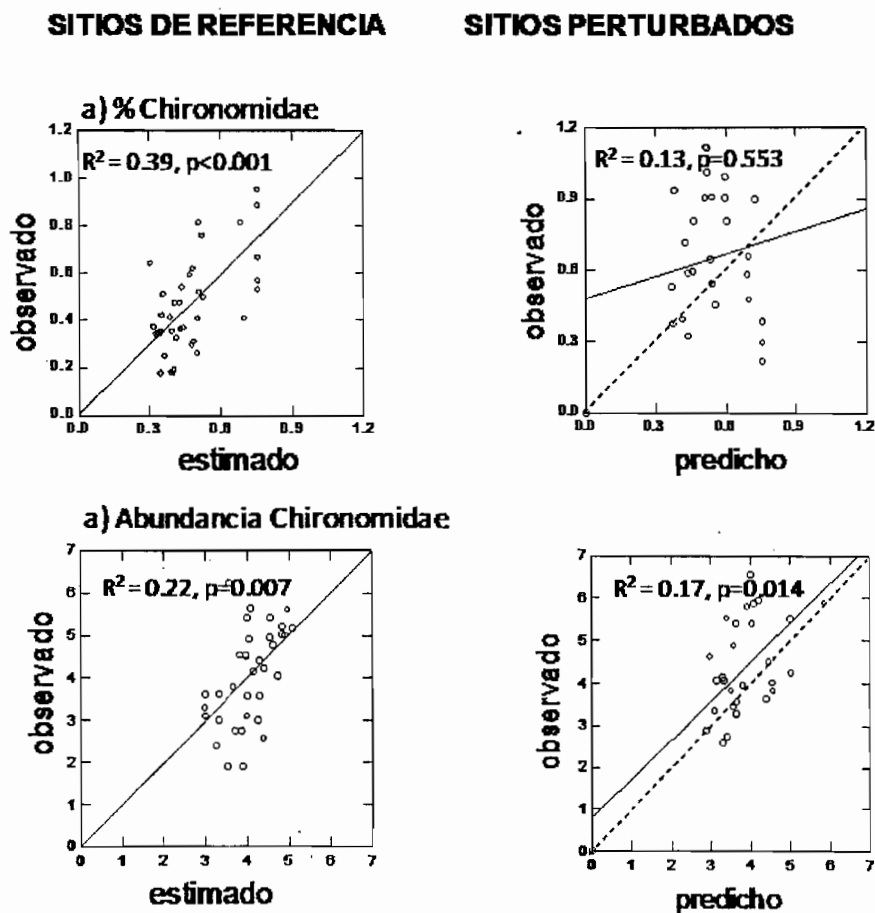 SITIOS DE REFERENCIA SITIOS PERTURBADOS
a) % Chironomidae
1.2 1.2
R² = 0.39, p<0.001 R² = 0.13, p=0.553
1.0
0.9
0.8
observado observado
0.6 0.6
0.4
0.3
0.2
0.0 0.0
0.0 0.3 0.6 0.9 1.2 0.0 0.3 0.6 0.9 1.2
estimado predicho
a) Abundancia Chironomidae
7 7
R² = 0.22, p=0.007 R² = 0.17, p=0.014
6 6
5 5
observado observado
4 4
3 3
2 2
1 1
0 0
0 1 2 3 4 5 6 7 0 1 2 3 4 5 6 7
estimado predicho